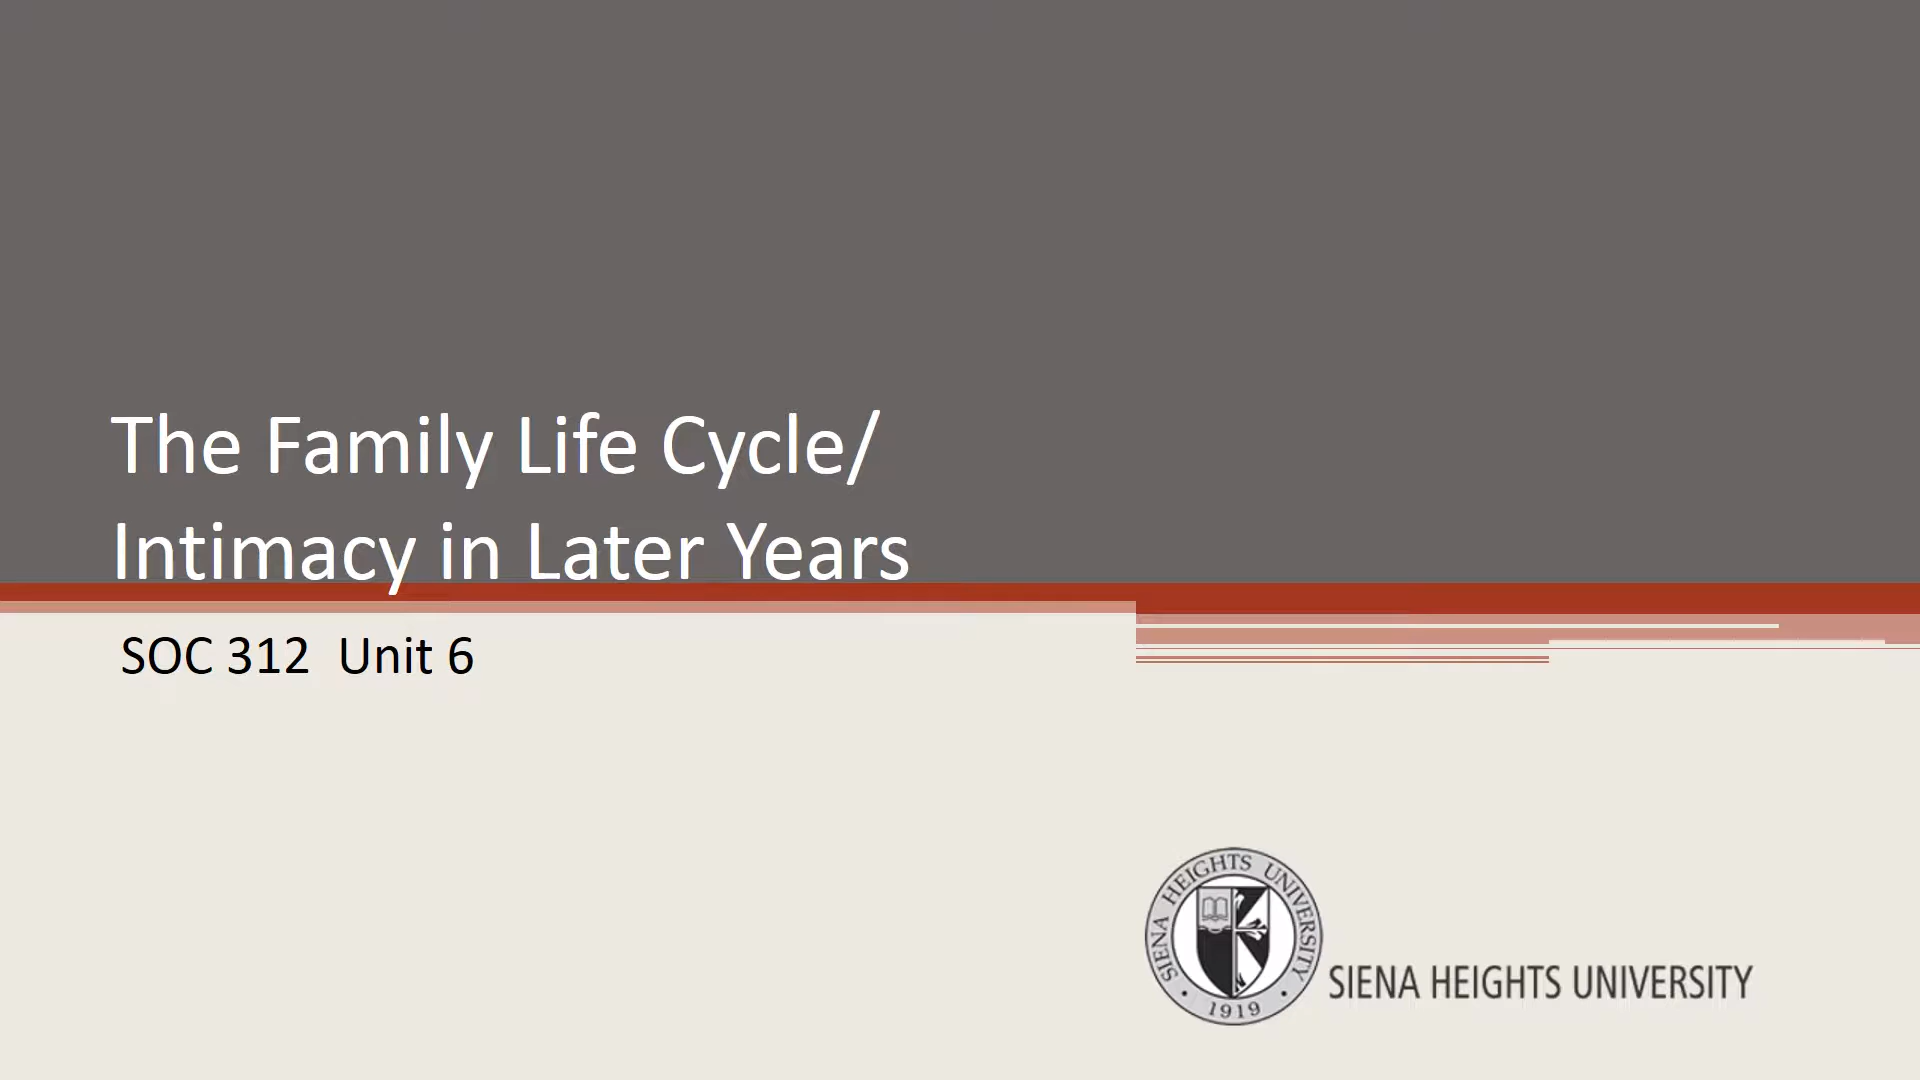 The Family Life Cycle/
Intimacy in Later Years
SOC 312  Unit 6
SIENA HEIGHTS UNIVERSITY
1919
SIENA HEIGHTS UNIVERSITY